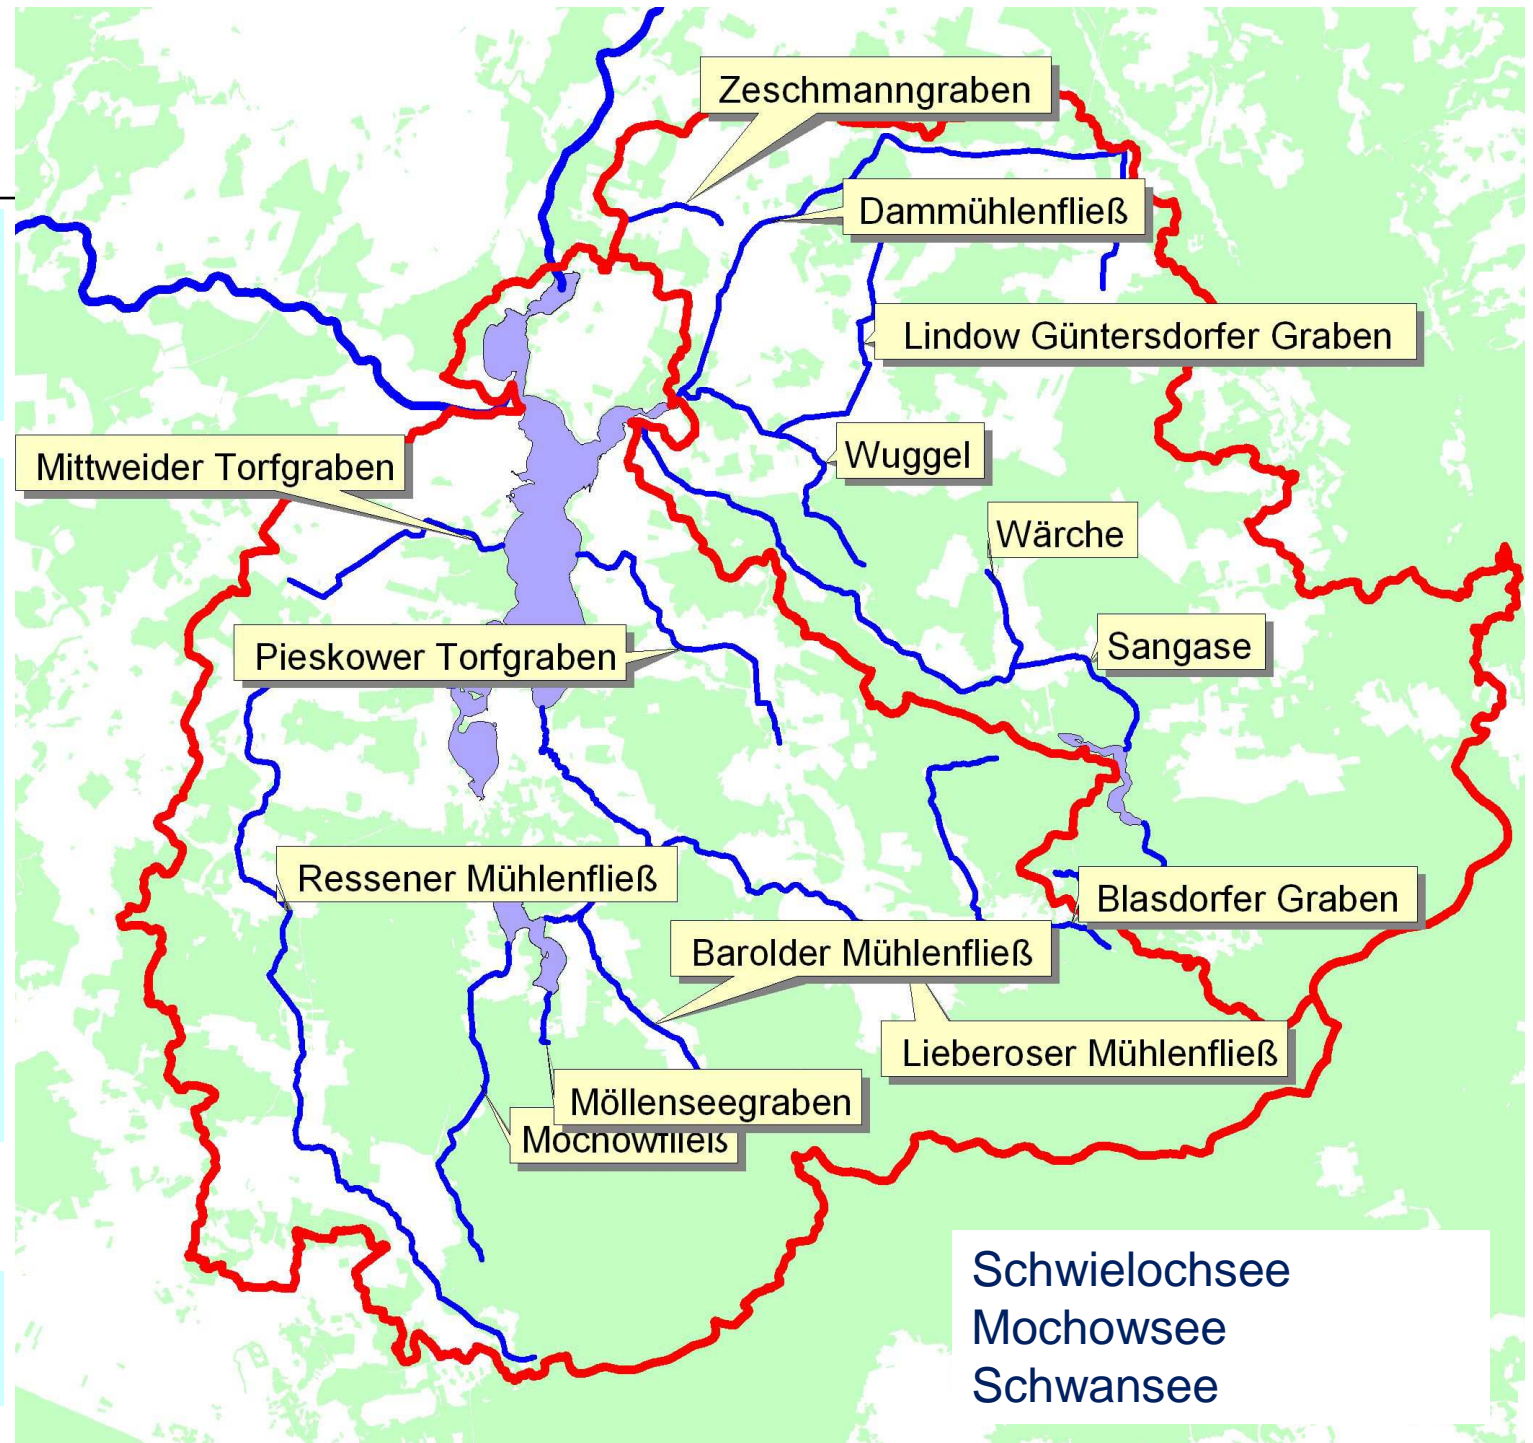 Zeschmanngraben
Dammühlenfließ
Lindow Güntersdorfer Graben
Wuggel
Mittweider Torfgraben
Wärche
Sangase
Pieskower Torfgraben
Ressener Mühlenfließ
Blasdorfer Graben
Barolder Mühlenfließ
Lieberoser Mühlenfließ
Möllenseegraben
Mochowfließ
Schwielochsee
Mochowsee
Schwansee